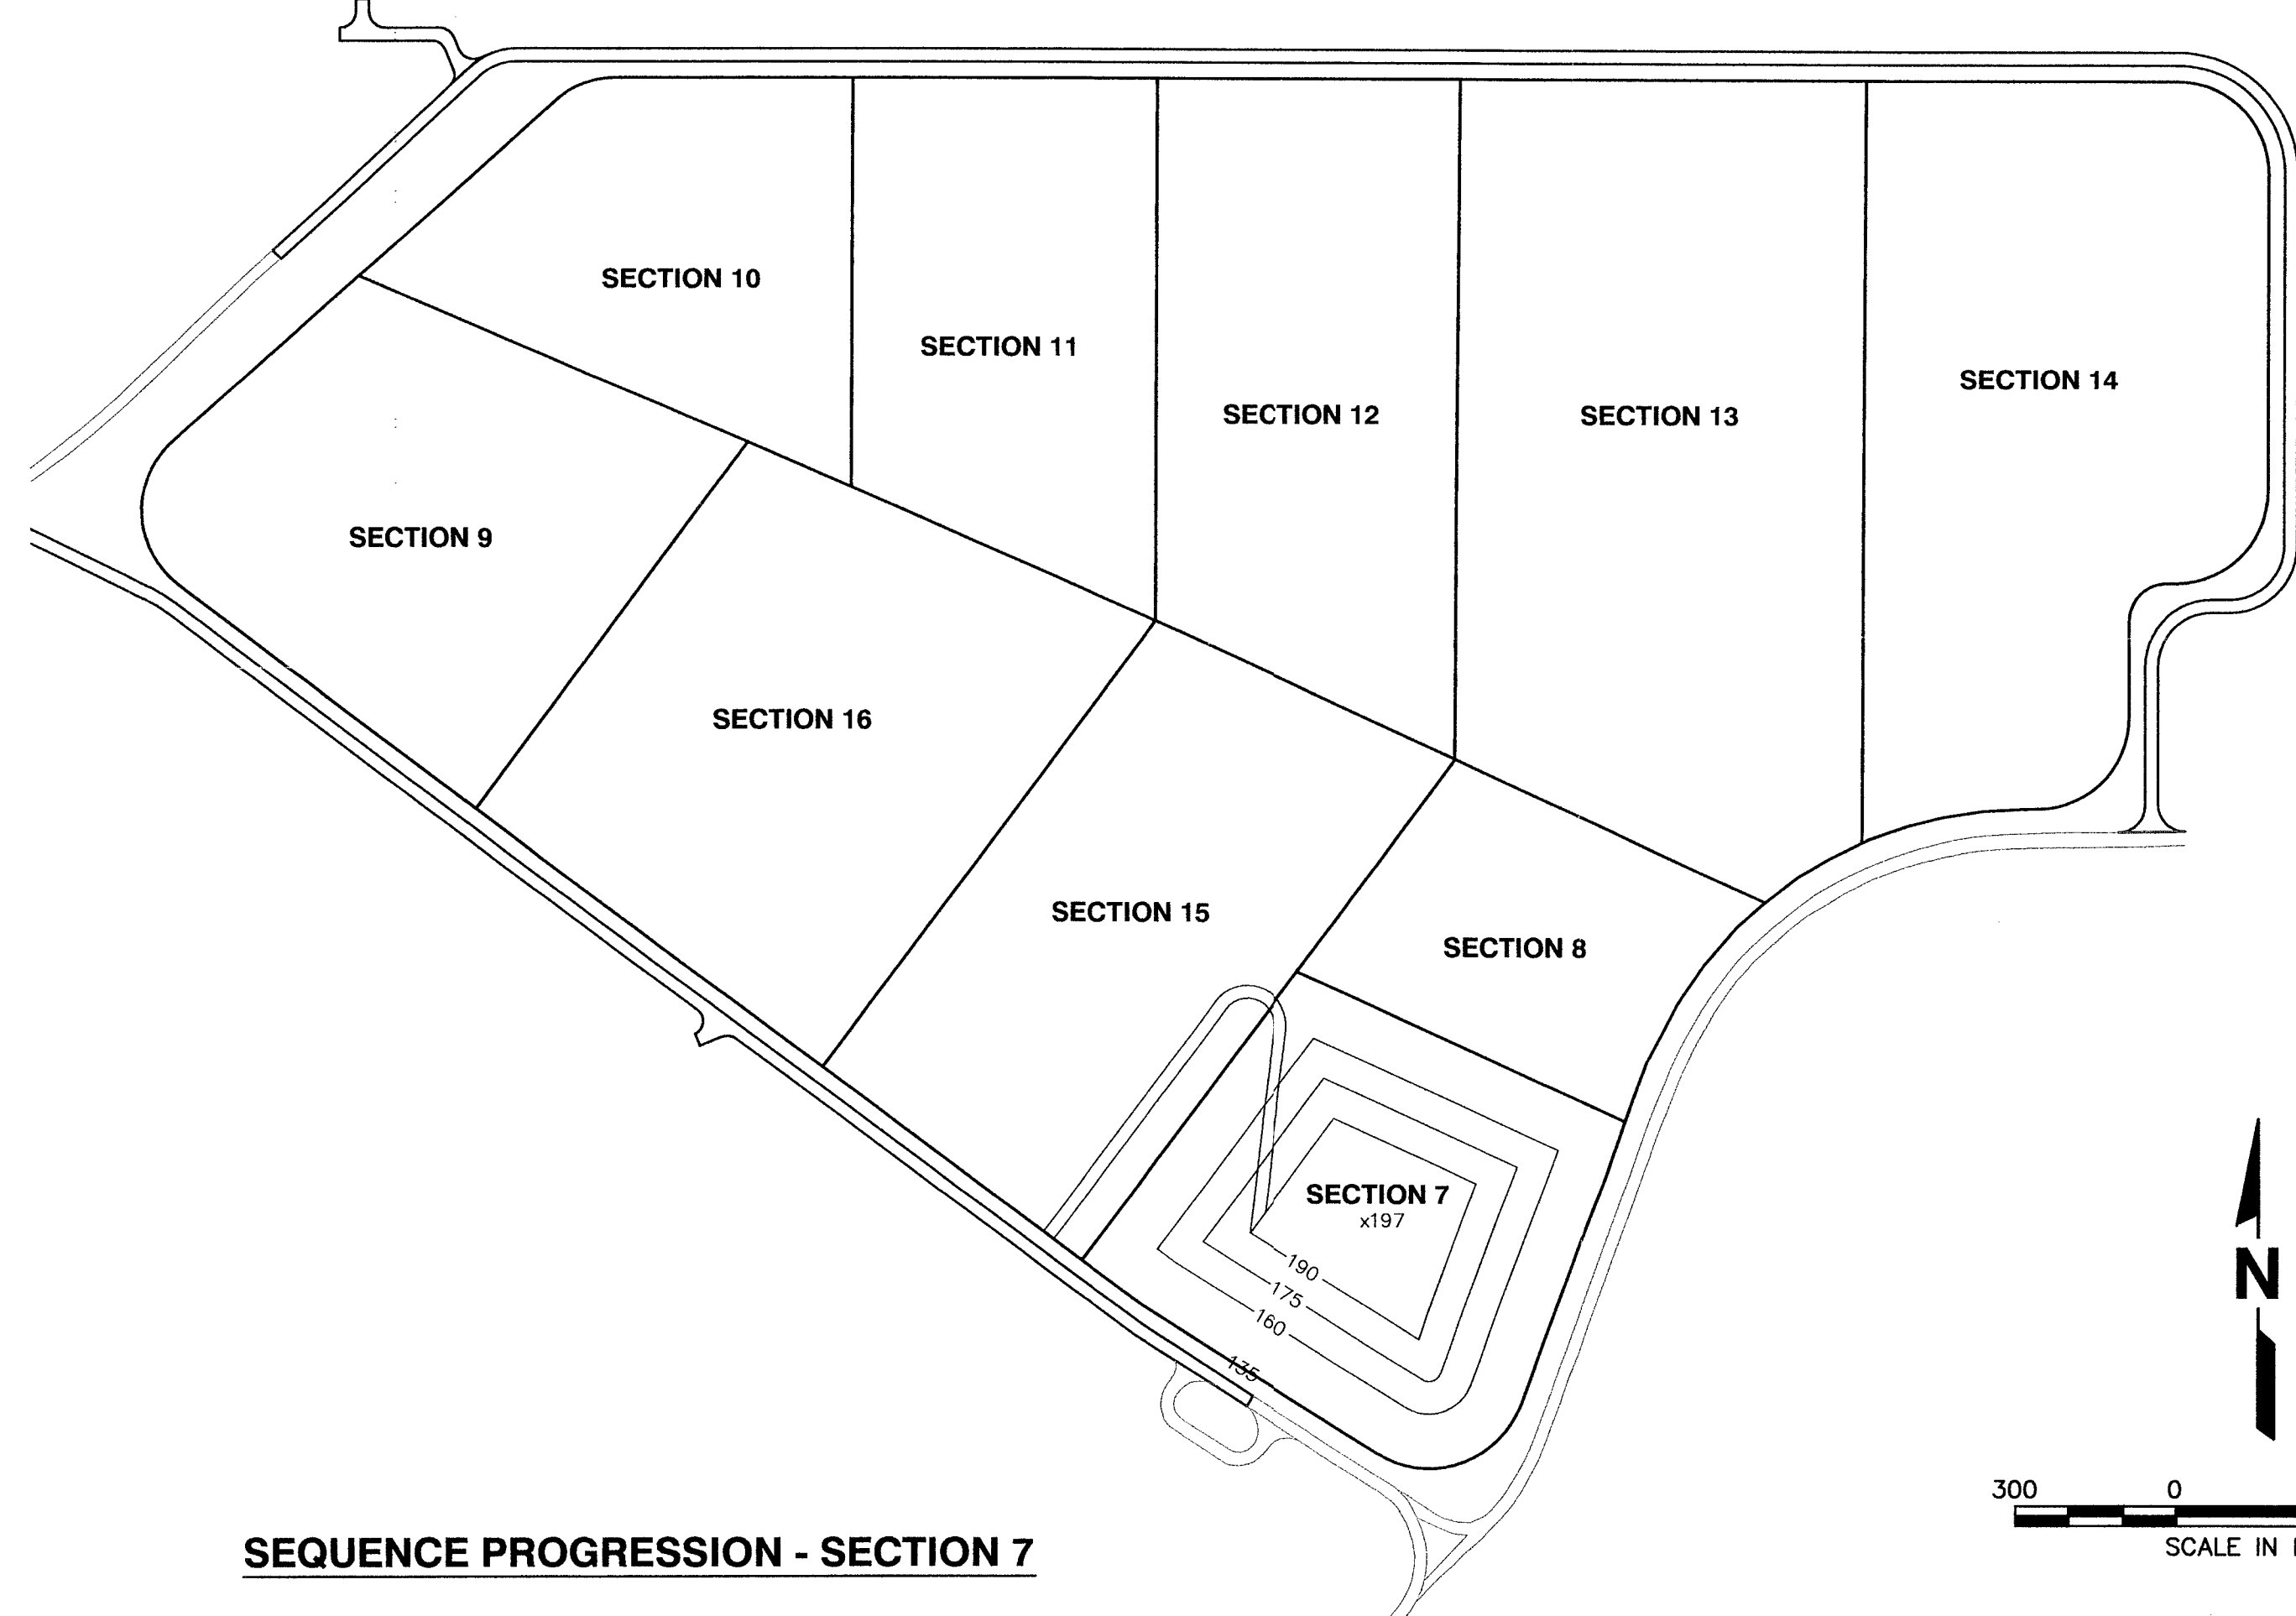 SECTION 10
SECTION 11
SECTION 14
SECTION 12
SECTION 13
SECTION 9
SECTION 16
SECTION 15
SECTION 8
SECTION 7
x197
190
175
160
135
N
300 0
SCALE IN
SEQUENCE PROGRESSION - SECTION 7